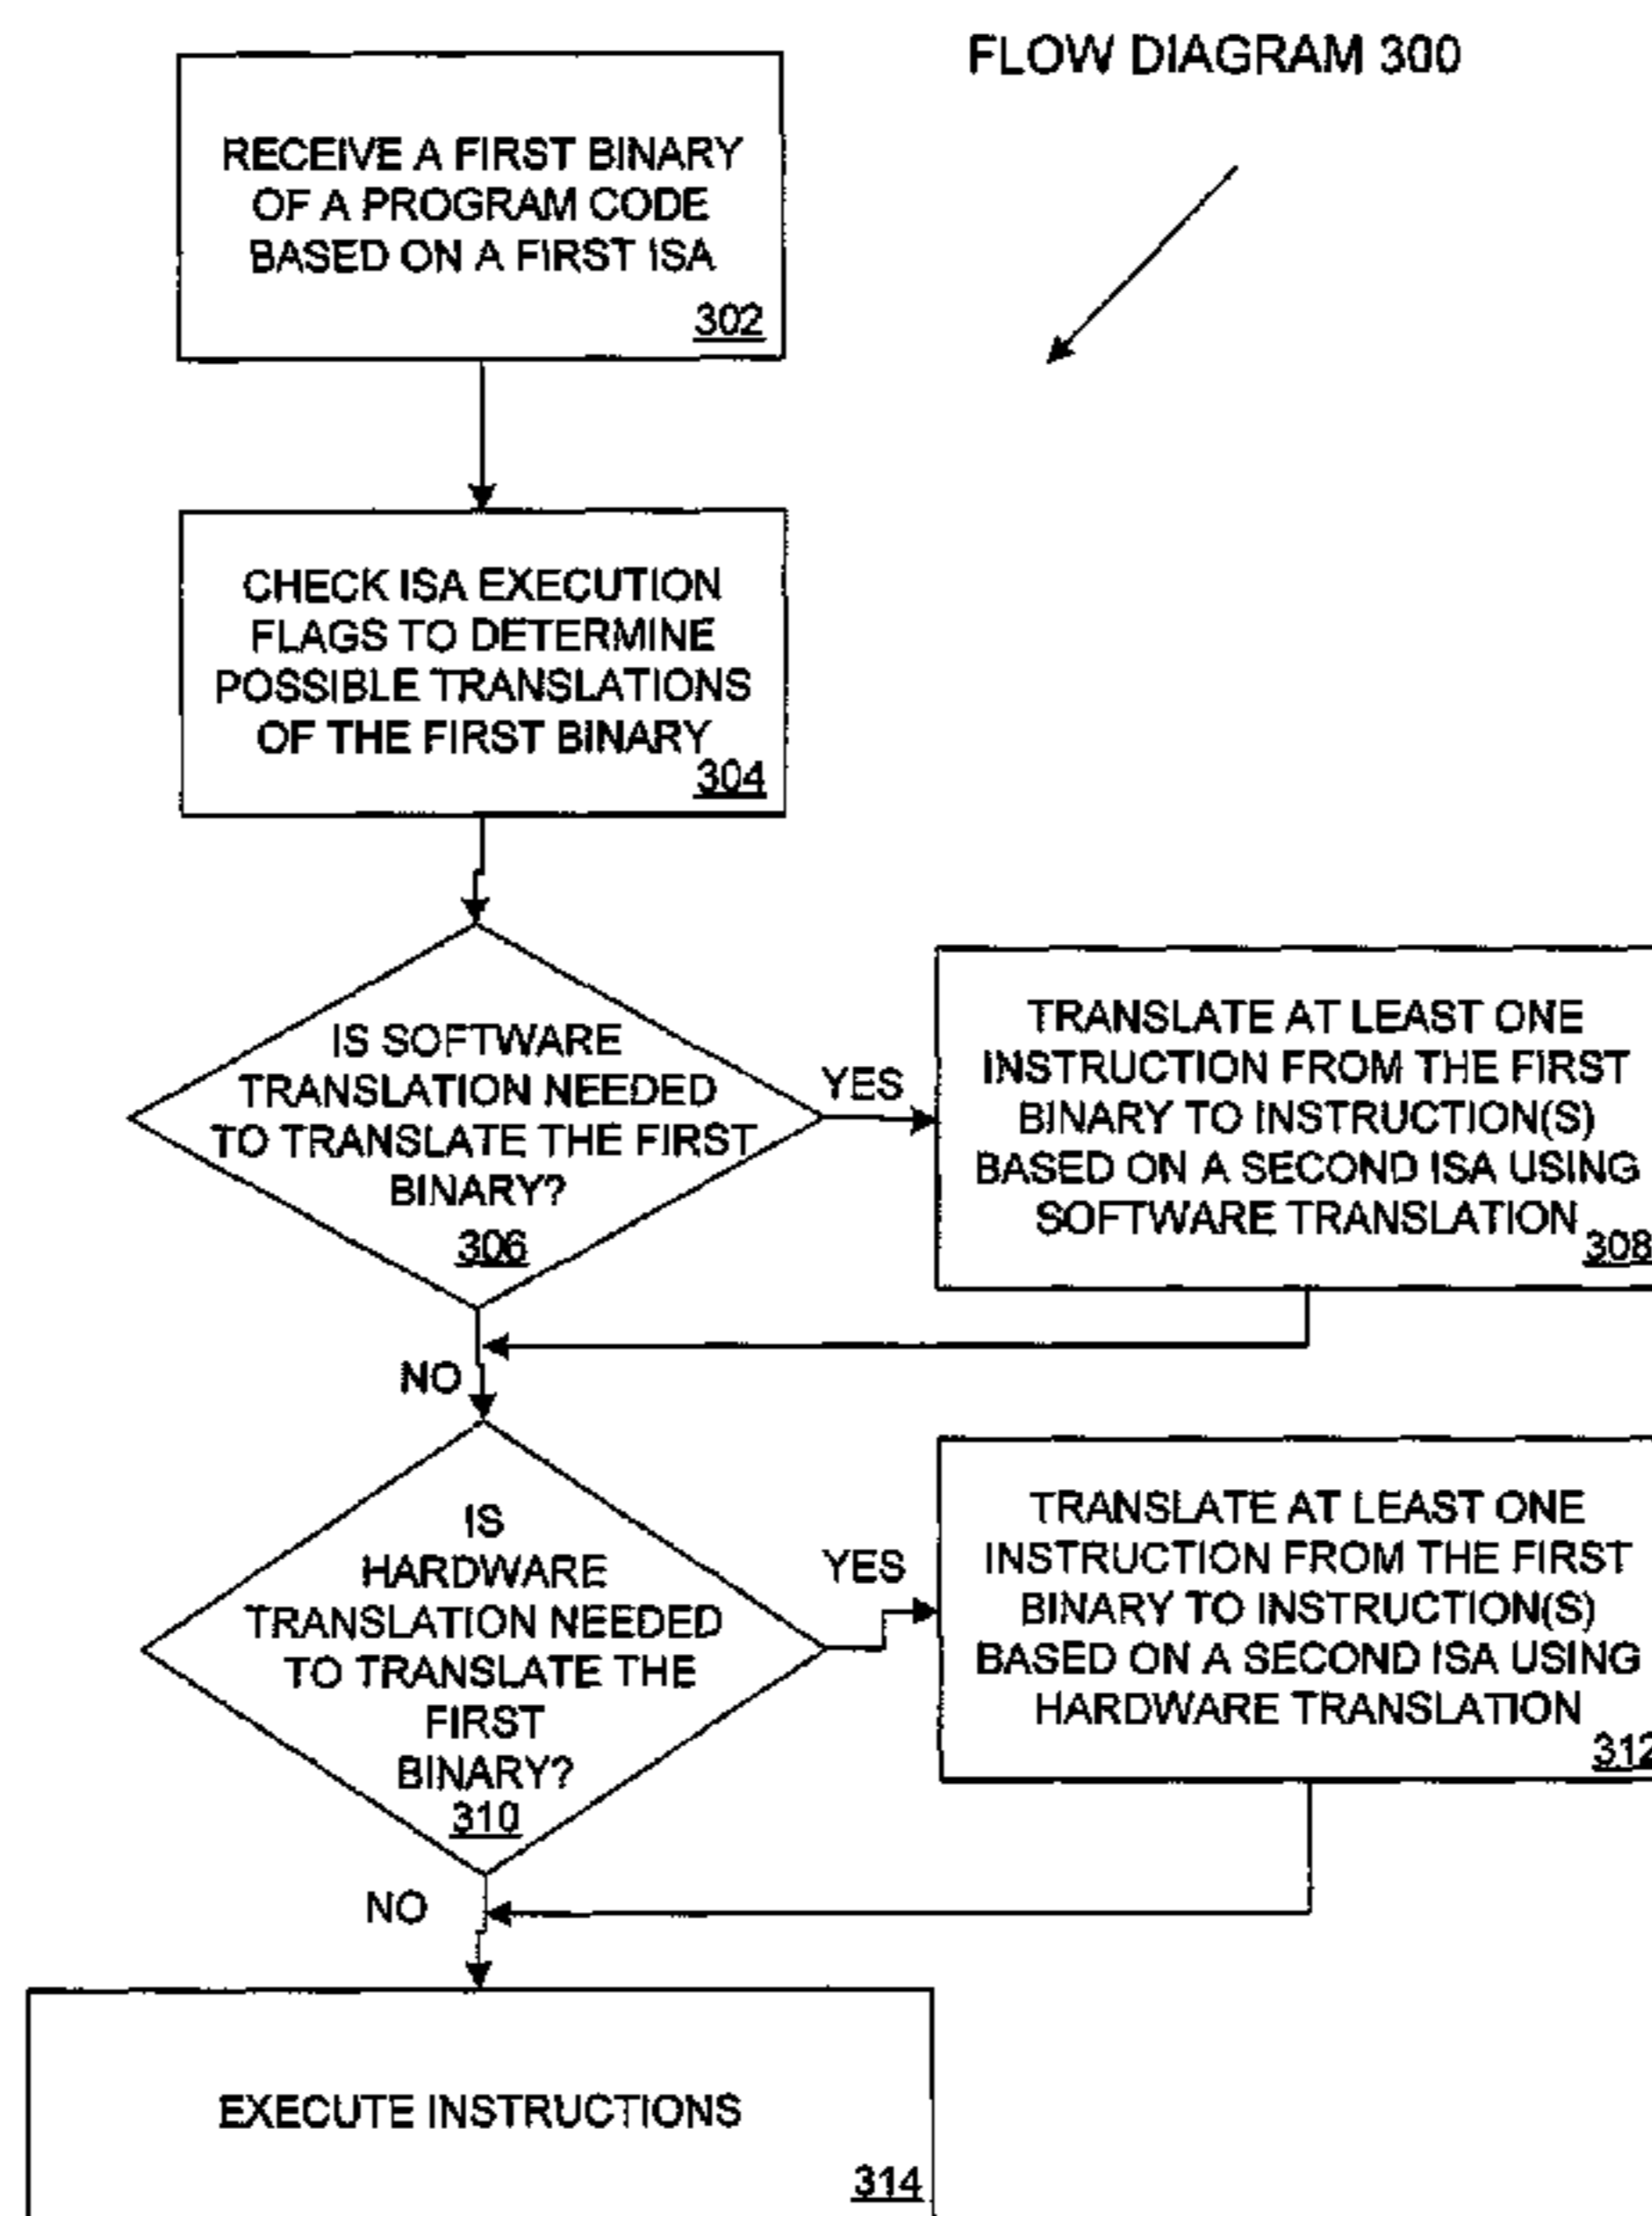 FLOW DIAGRAM 300
RECEIVE A FIRST BINARY
OF A PROGRAM CODE
BASED ON A FIRST ISA
302
CHECK ISA EXECUTION
FLAGS TO DETERMINE
POSSIBLE TRANSLATIONS
OF THE FIRST BINARY
304
IS SOFTWARE
TRANSLATION NEEDED
TO TRANSLATE THE FIRST
BINARY?
306
YES
TRANSLATE AT LEAST ONE
INSTRUCTION FROM THE FIRST
BINARY TO INSTRUCTION(S)
BASED ON A SECOND ISA USING
SOFTWARE TRANSLATION
308
NO
IS
HARDWARE
TRANSLATION NEEDED
TO TRANSLATE THE
FIRST
BINARY?
310
YES
TRANSLATE AT LEAST ONE
INSTRUCTION FROM THE FIRST
BINARY TO INSTRUCTION(S)
BASED ON A SECOND ISA USING
HARDWARE TRANSLATION
312
NO
EXECUTE INSTRUCTIONS
314